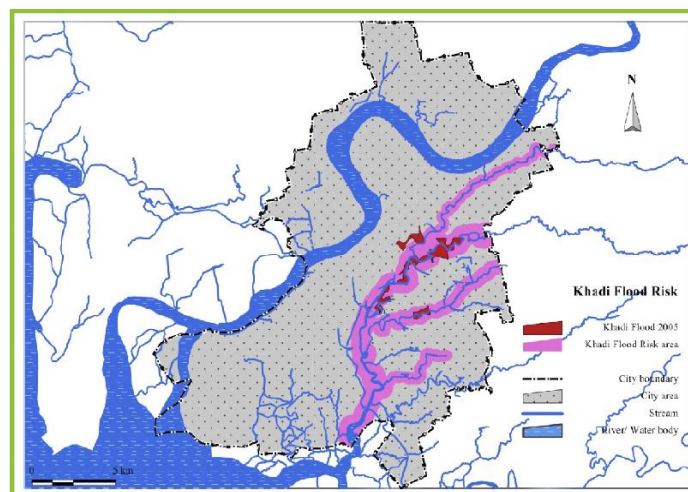 N
Khadi Flood Risk
Khadi Flood 2005
Khadi Flood Risk area
City boundary
City area
Stream
River/ Water body
0 5 km